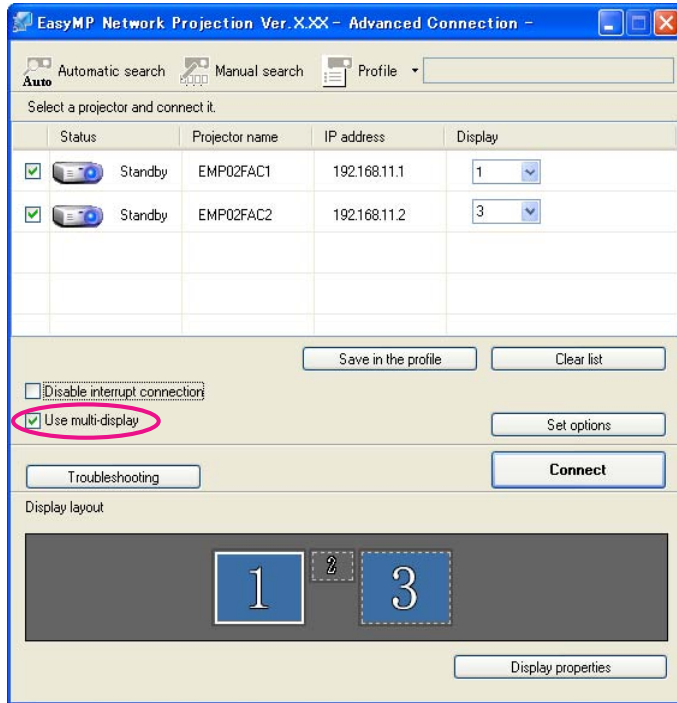 EasyMP Network Projection Ver.X.XX - Advanced Connection -
Auto Automatic search Manual search Profile
Select a projector and connect it.
Status Projector name IP address Display
Standby EMP02FAC1 192.168.11.1 1
Standby EMP02FAC2 192.168.11.2 3
Save in the profile Clear list
Disable interrupt connection
Use multi-display Set options
Troubleshooting Connect
Display layout
1 2 3
Display properties